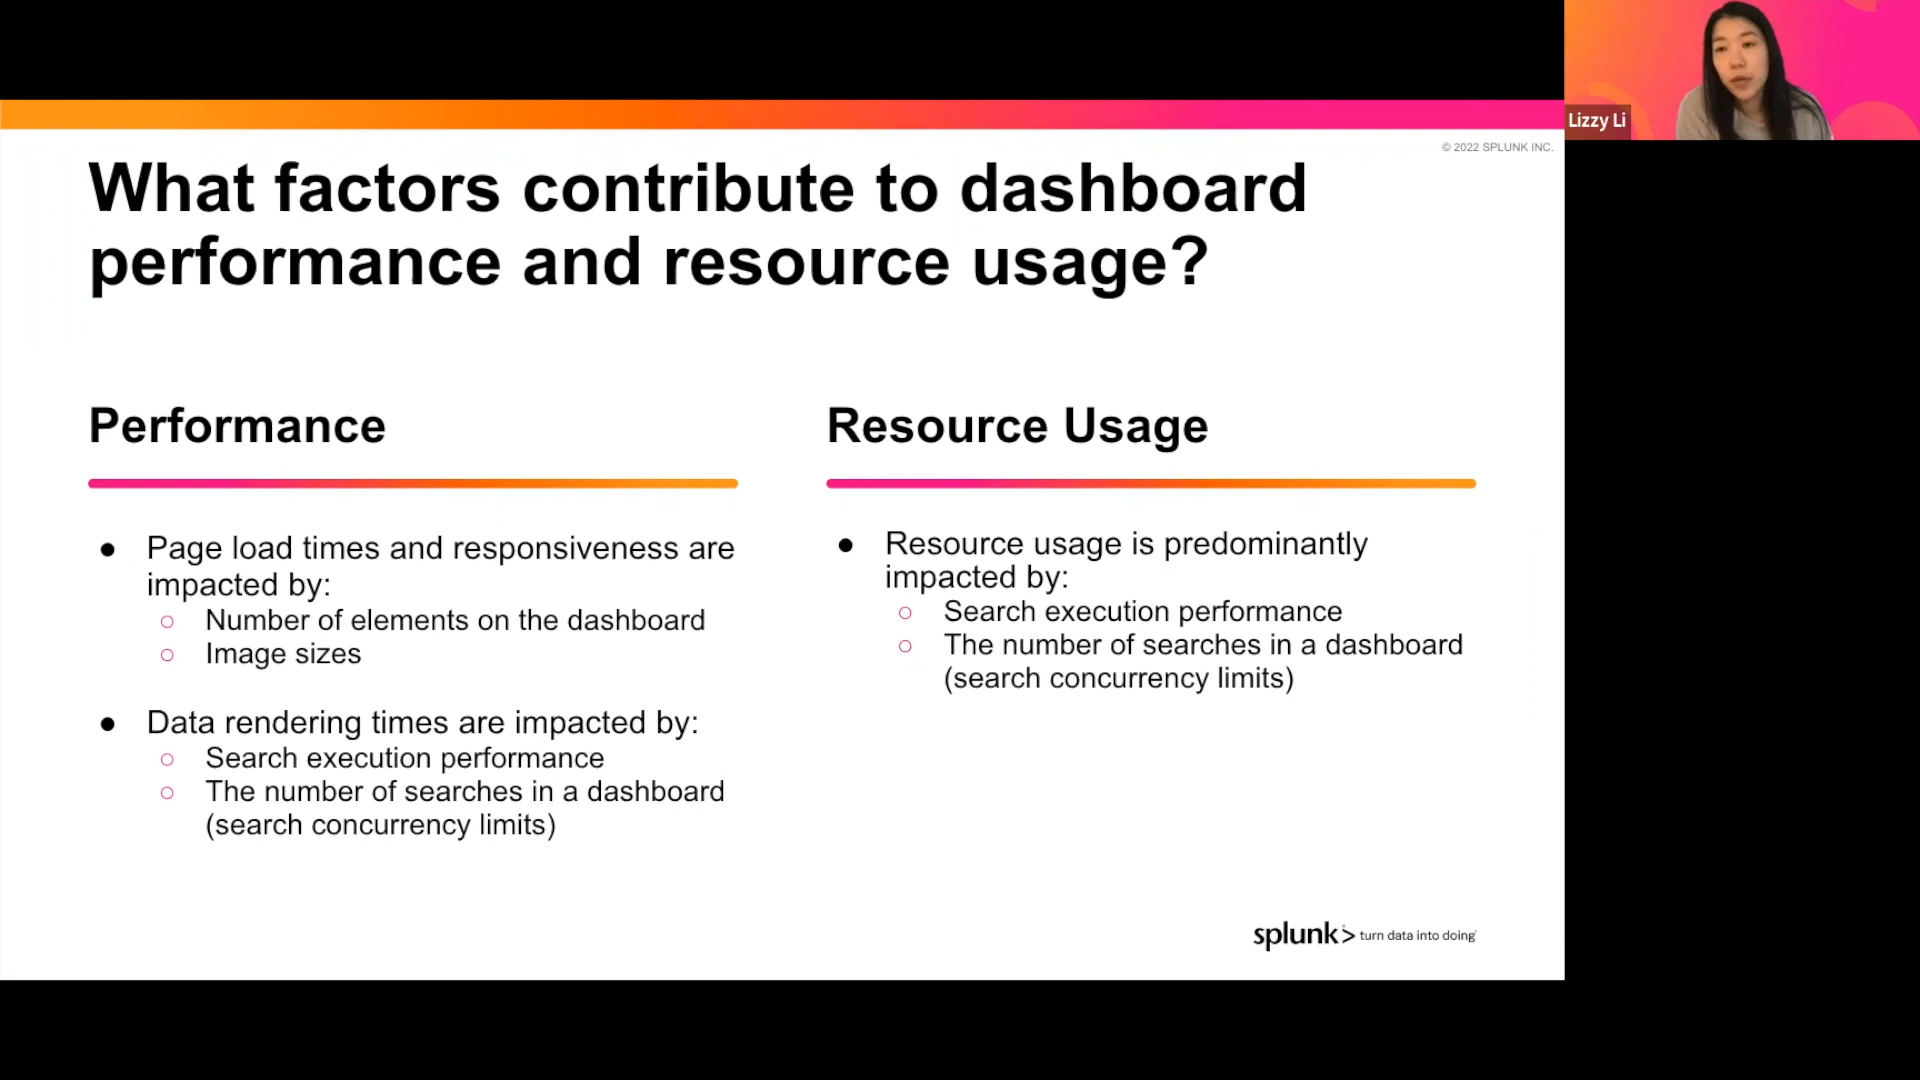 Lizzy Li
© 2022 SPLUNK INC.
What factors contribute to dashboard
performance and resource usage?
Performance
● Page load times and responsiveness are
impacted by:
○ Number of elements on the dashboard
○ Image sizes
● Data rendering times are impacted by:
○ Search execution performance
○ The number of searches in a dashboard
(search concurrency limits)
Resource Usage
● Resource usage is predominantly
impacted by:
○ Search execution performance
○ The number of searches in a dashboard
(search concurrency limits)
splunk> turn data into doing